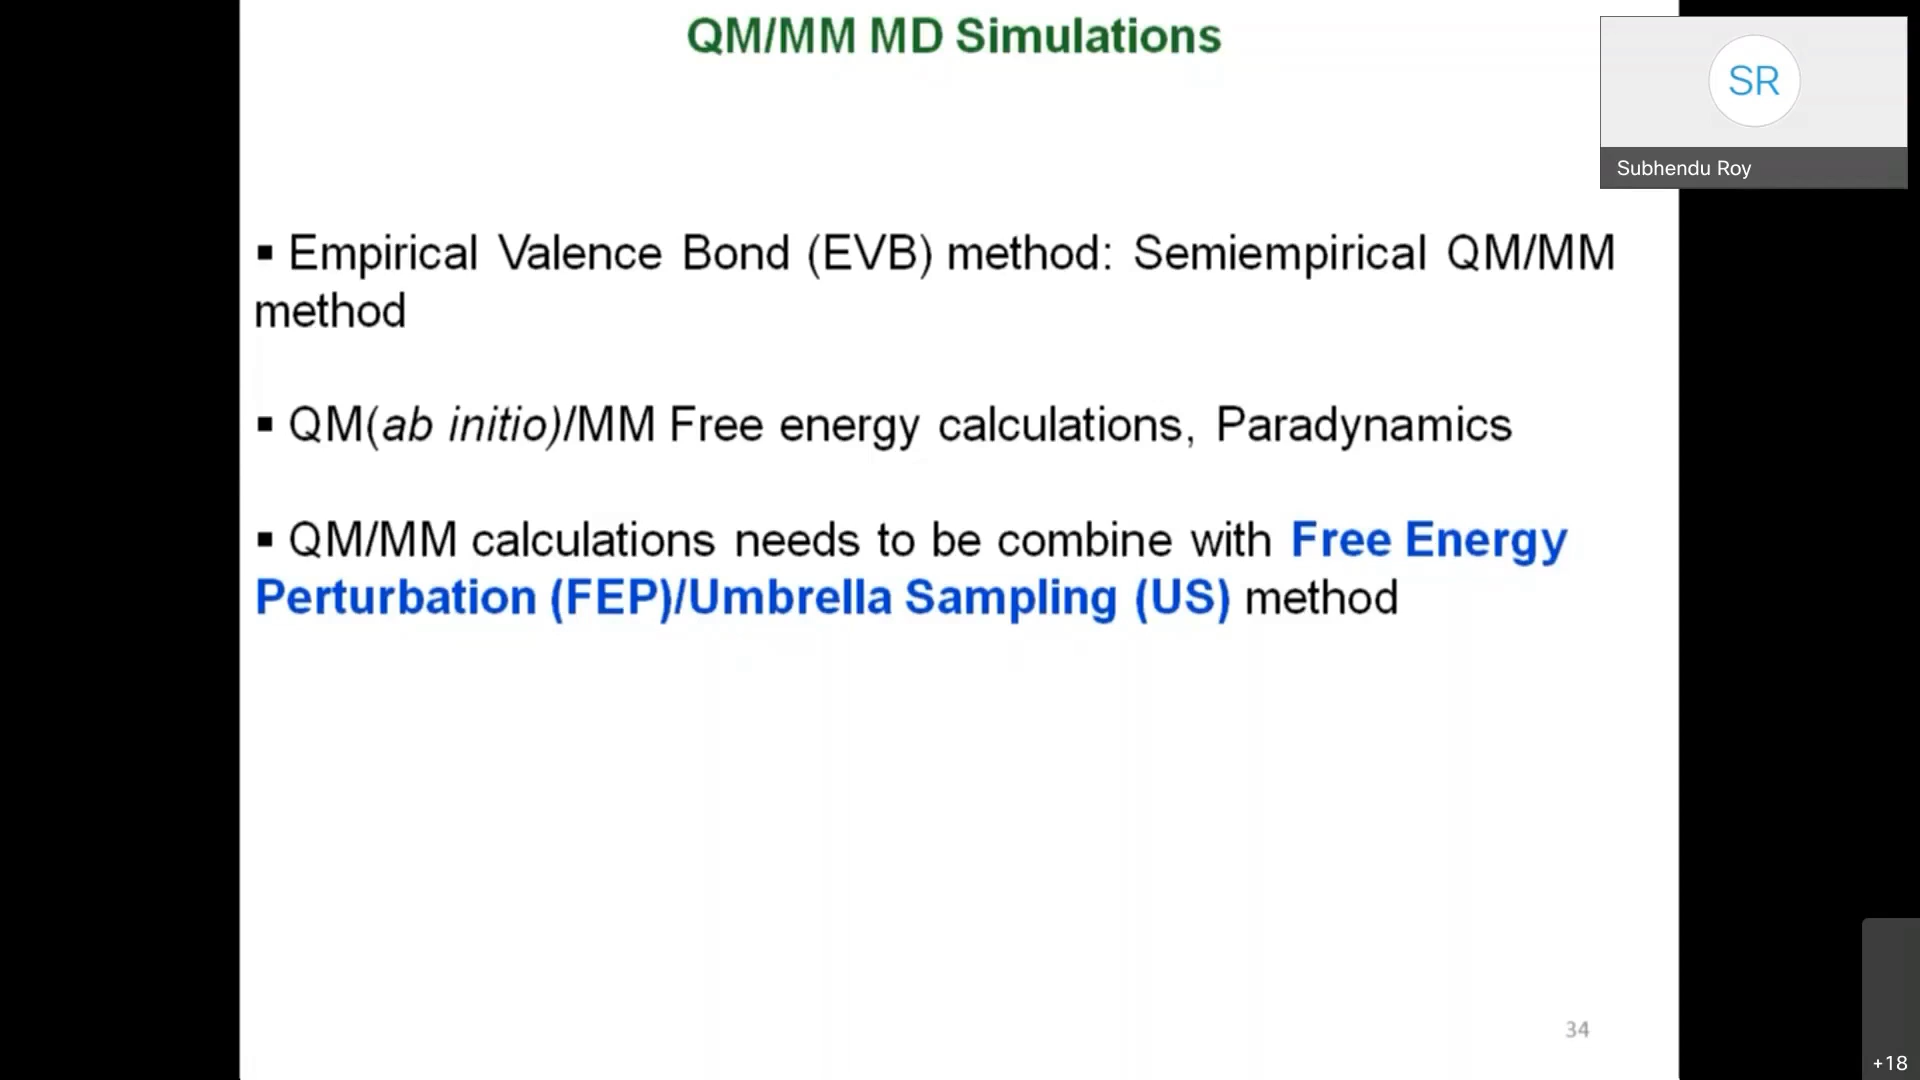 QM/MM MD Simulations
SR
Subhendu Roy
▪ Empirical Valence Bond (EVB) method: Semiempirical QM/MM
method
▪ QM(ab initio)/MM Free energy calculations, Paradynamics
▪ QM/MM calculations needs to be combine with Free Energy
Perturbation (FEP)/Umbrella Sampling (US) method
34
+18